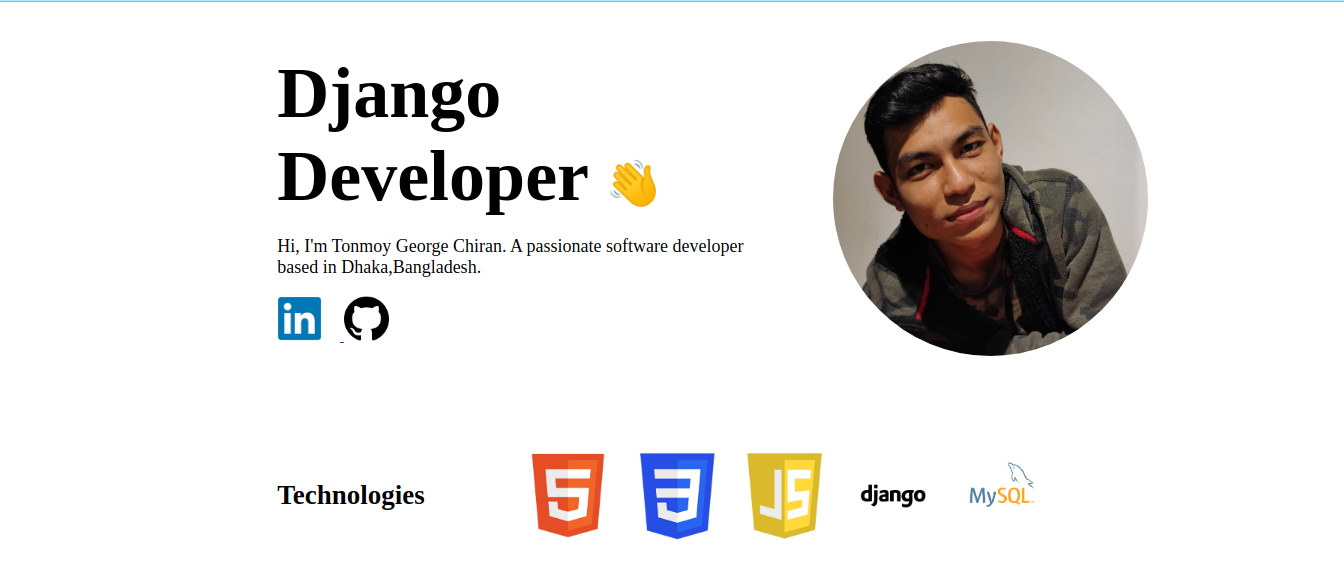 Django
Developer 👋
Hi, I'm Tonmoy George Chiran. A passionate software developer
based in Dhaka,Bangladesh.
in
Technologies
5
3
JS
django
MySQL